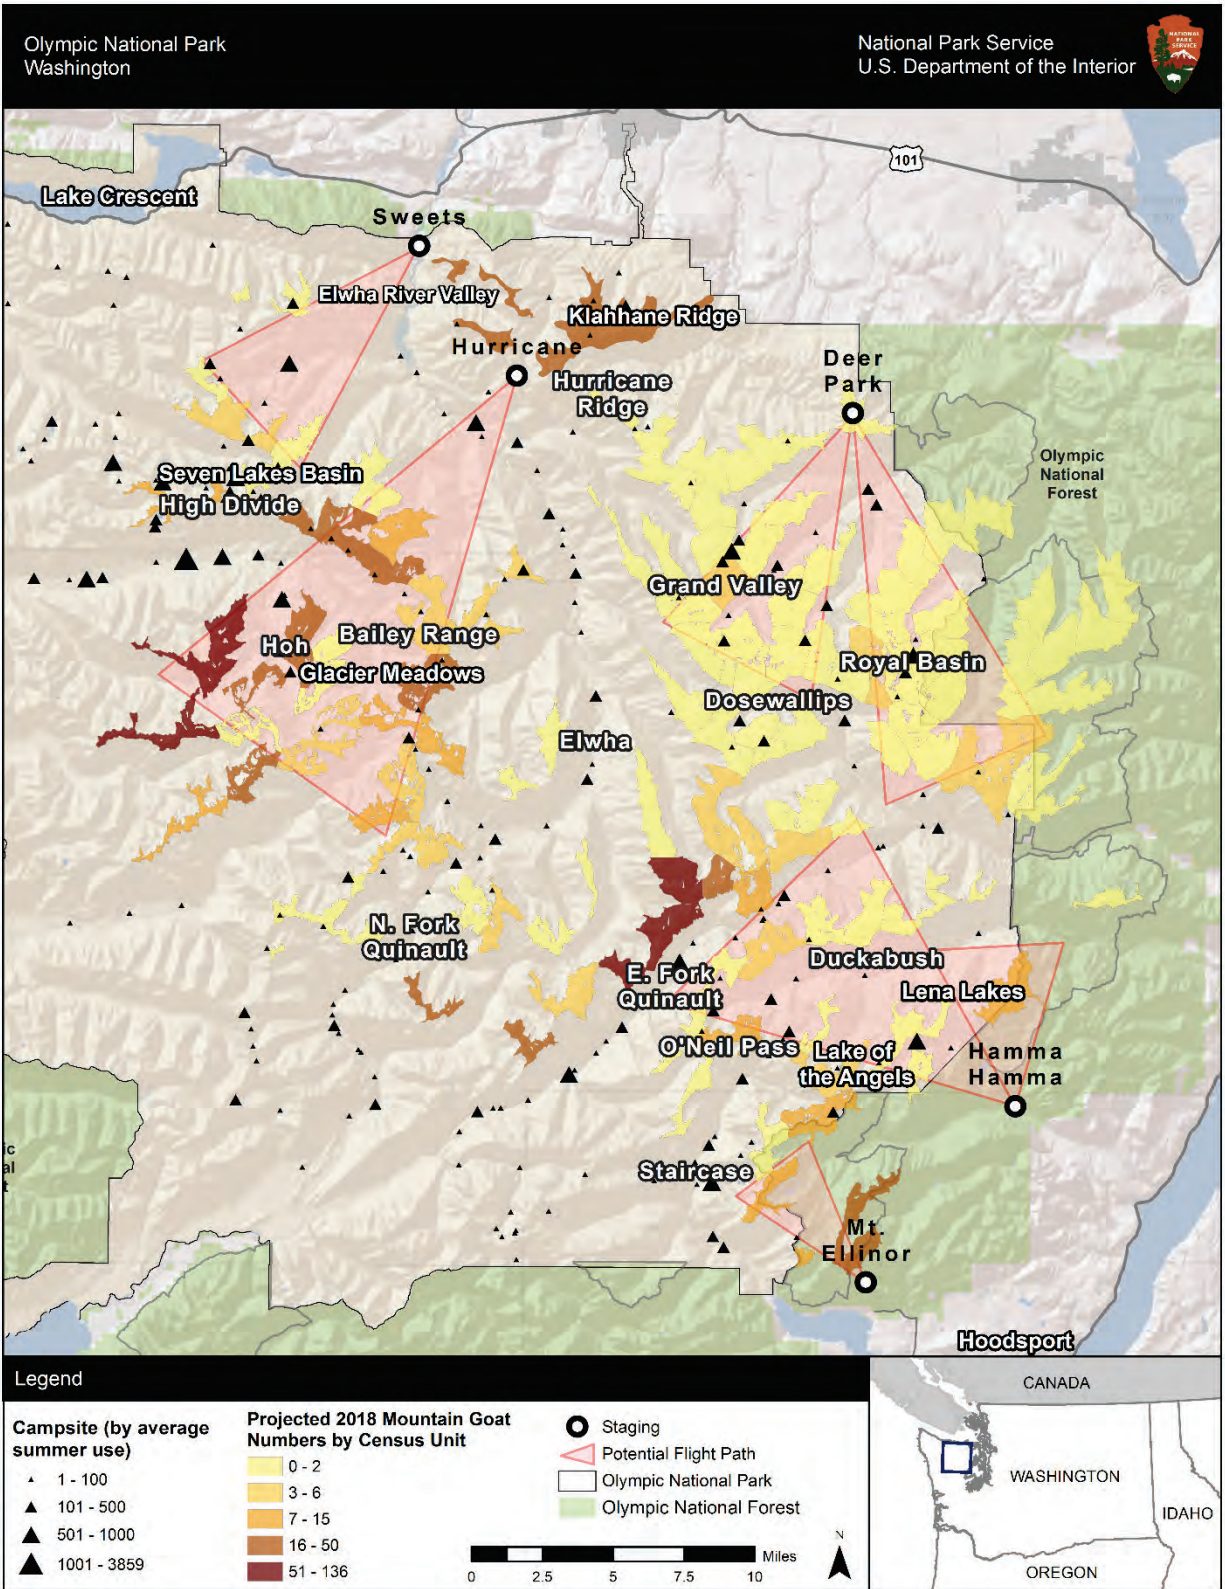 Olympic National Park
Washington
National Park Service
U.S. Department of the Interior
NATIONAL
PARK
SERVICE
101
Lake Crescent
Sweets
Elwha River Valley
Klahhane Ridge
Hurricane
Hurricane
Ridge
Deer
Park
Olympic
National
Forest
Seven Lakes Basin
High Divide
Grand Valley
Bailey Range
Hoh
Glacier Meadows
Royal Basin
Dosewallips
Elwha
N. Fork
Quinault
E. Fork
Quinault
Duckabush
Lena Lakes
O'Neil Pass
Lake of
the Angels
Hamma
Hamma
ic
al
t
Staircase
Mt.
Ellinor
Hoodsport
Legend
Campsite (by average
summer use)
1 - 100
101 - 500
501 - 1000
1001 - 3859
Projected 2018 Mountain Goat
Numbers by Census Unit
0 - 2
3 - 6
7 - 15
16 - 50
51 - 136
Staging
Potential Flight Path
Olympic National Park
Olympic National Forest
Miles
0 2.5 5 7.5 10
N
CANADA
WASHINGTON
IDAHO
OREGON